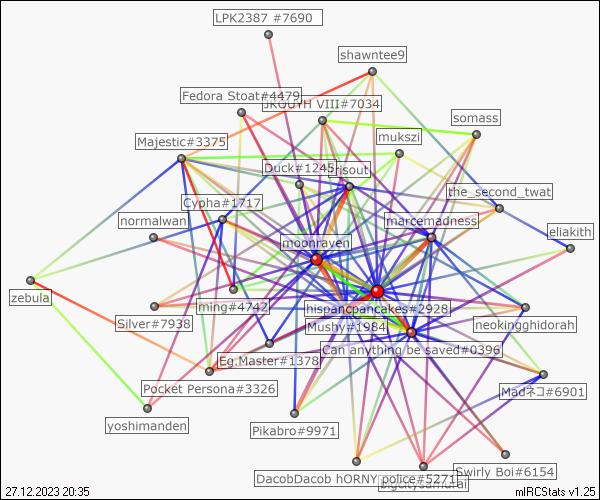 LPK2387 #7690
shawntee9
Fedora Stoat#4479
VIII#7034
somass
Majestic#3375
mukszi
Duck#1245
risout
the_second_twat
Cypha#1717
normalwan
marcemadness
eliakith
moonraven
zebula
ming#4742
hispancpancakes#2928
Silver#7938
Mushy#1984
neokingghidorah
Can anything be saved#0396
Eg.Master#1378
Pocket Persona#3326
Madネコ#6901
yoshimanden
Pikabro#9971
Swirly Boi#6154
DacobDacob hORNY police#5271
bigcitysamurai
27.12.2023 20:35
mIRCStats v1.25